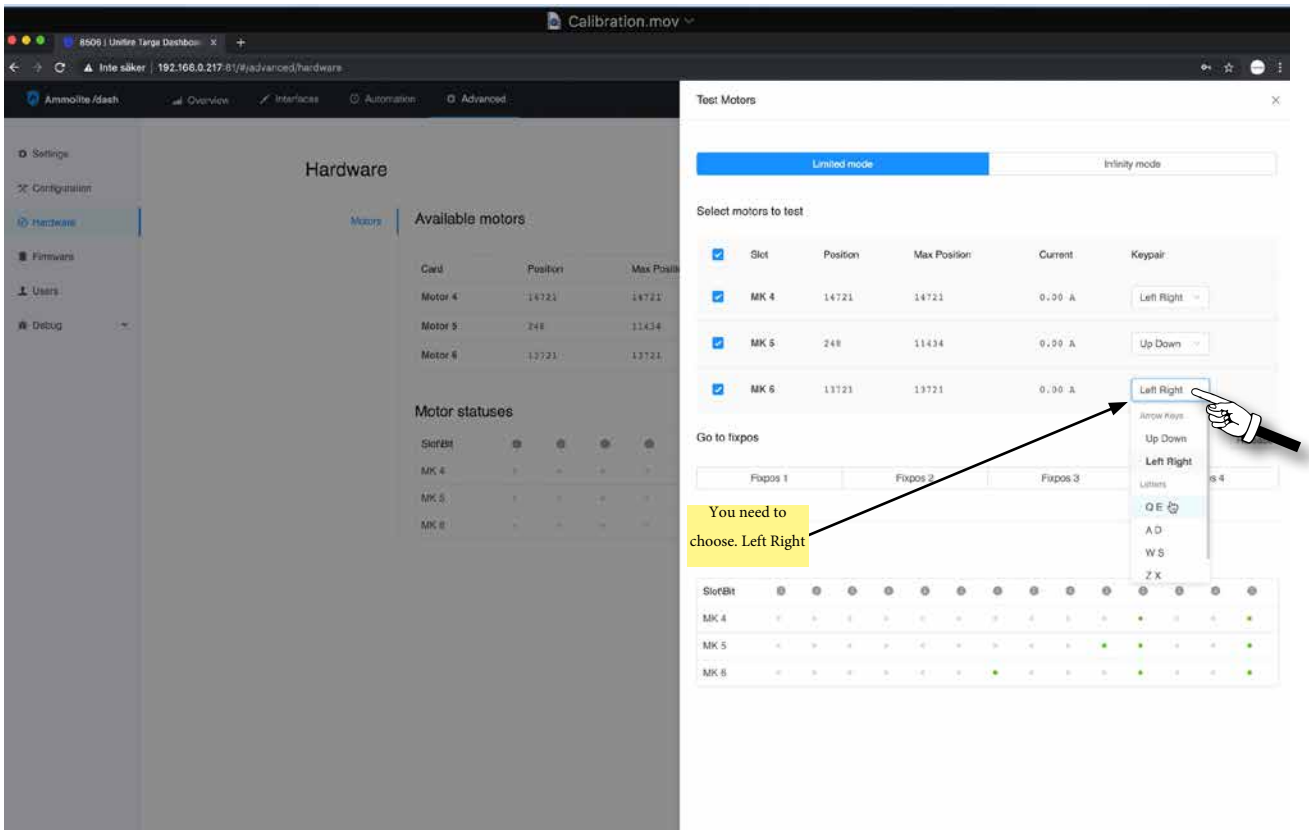 Calibration.mov
8506 | Unifire Targa Dashboa x +
Inte säker | 192.168.0.217:81/#/advanced/hardware
Ammolite /dash Overview Interfaces Automation Advanced
Settings
Configuration
Hardware
Firmware
Users
Debug
Hardware
Motors
Available motors
Card Position Max Positi
Motor 4 14721 14721
Motor 5 248 11434
Motor 6 13721 13721
Motor statuses
Slot\Bit
MK 4
MK 5
MK 6
Test Motors
Limited mode Infinity mode
Select motors to test
Slot Position Max Position Current Keypair
MK 4 14721 14721 0.00 A Left Right
MK 5 248 11434 0.00 A Up Down
MK 6 13721 13721 0.00 A Left Right
Arrow Keys
Up Down
Left Right
Letters
Q E
A D
W S
Z X
Go to fixpos
Fixpos 1 Fixpos 2 Fixpos 3 s 4
You need to
choose. Left Right
Slot\Bit
MK 4
MK 5
MK 6